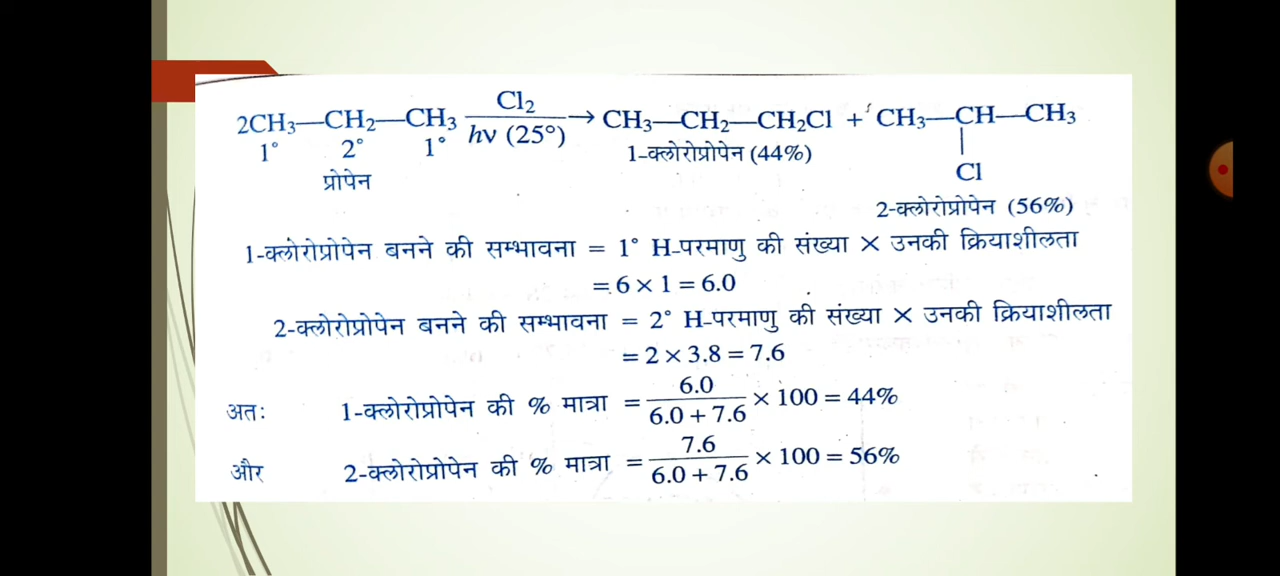 2CH₃—CH₂—CH₃ Cl₂ / hν (25°) → CH₃—CH₂—CH₂Cl + CH₃—CH—CH₃
1° 2° 1° 1-क्लोरोप्रोपेन (44%) | 
प्रोपेन Cl
2-क्लोरोप्रोपेन (56%)
1-क्लोरोप्रोपेन बनने की सम्भावना = 1° H-परमाणु की संख्या × उनकी क्रियाशीलता
= 6 × 1 = 6.0
2-क्लोरोप्रोपेन बनने की सम्भावना = 2° H-परमाणु की संख्या × उनकी क्रियाशीलता
= 2 × 3.8 = 7.6
अतः 1-क्लोरोप्रोपेन की % मात्रा = 6.0 / 6.0 + 7.6 × 100 = 44%
और 2-क्लोरोप्रोपेन की % मात्रा = 7.6 / 6.0 + 7.6 × 100 = 56%